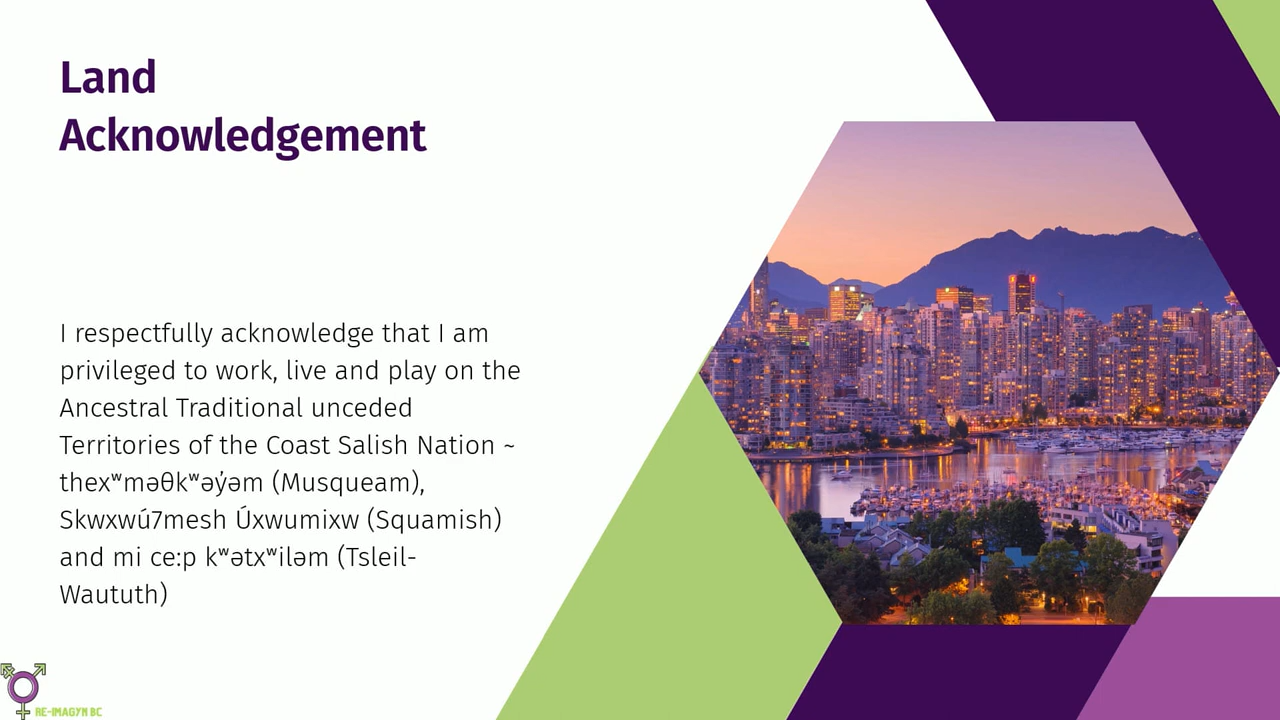 Land
Acknowledgement
I respectfully acknowledge that I am
privileged to work, live and play on the
Ancestral Traditional unceded
Territories of the Coast Salish Nation ~
thexʷməθkʷəy̓əm (Musqueam),
Skwxwú7mesh Úxwumixw (Squamish)
and mi ce:p kʷətxʷiləm (Tsleil-
Waututh)
RE-IMAGYN BC